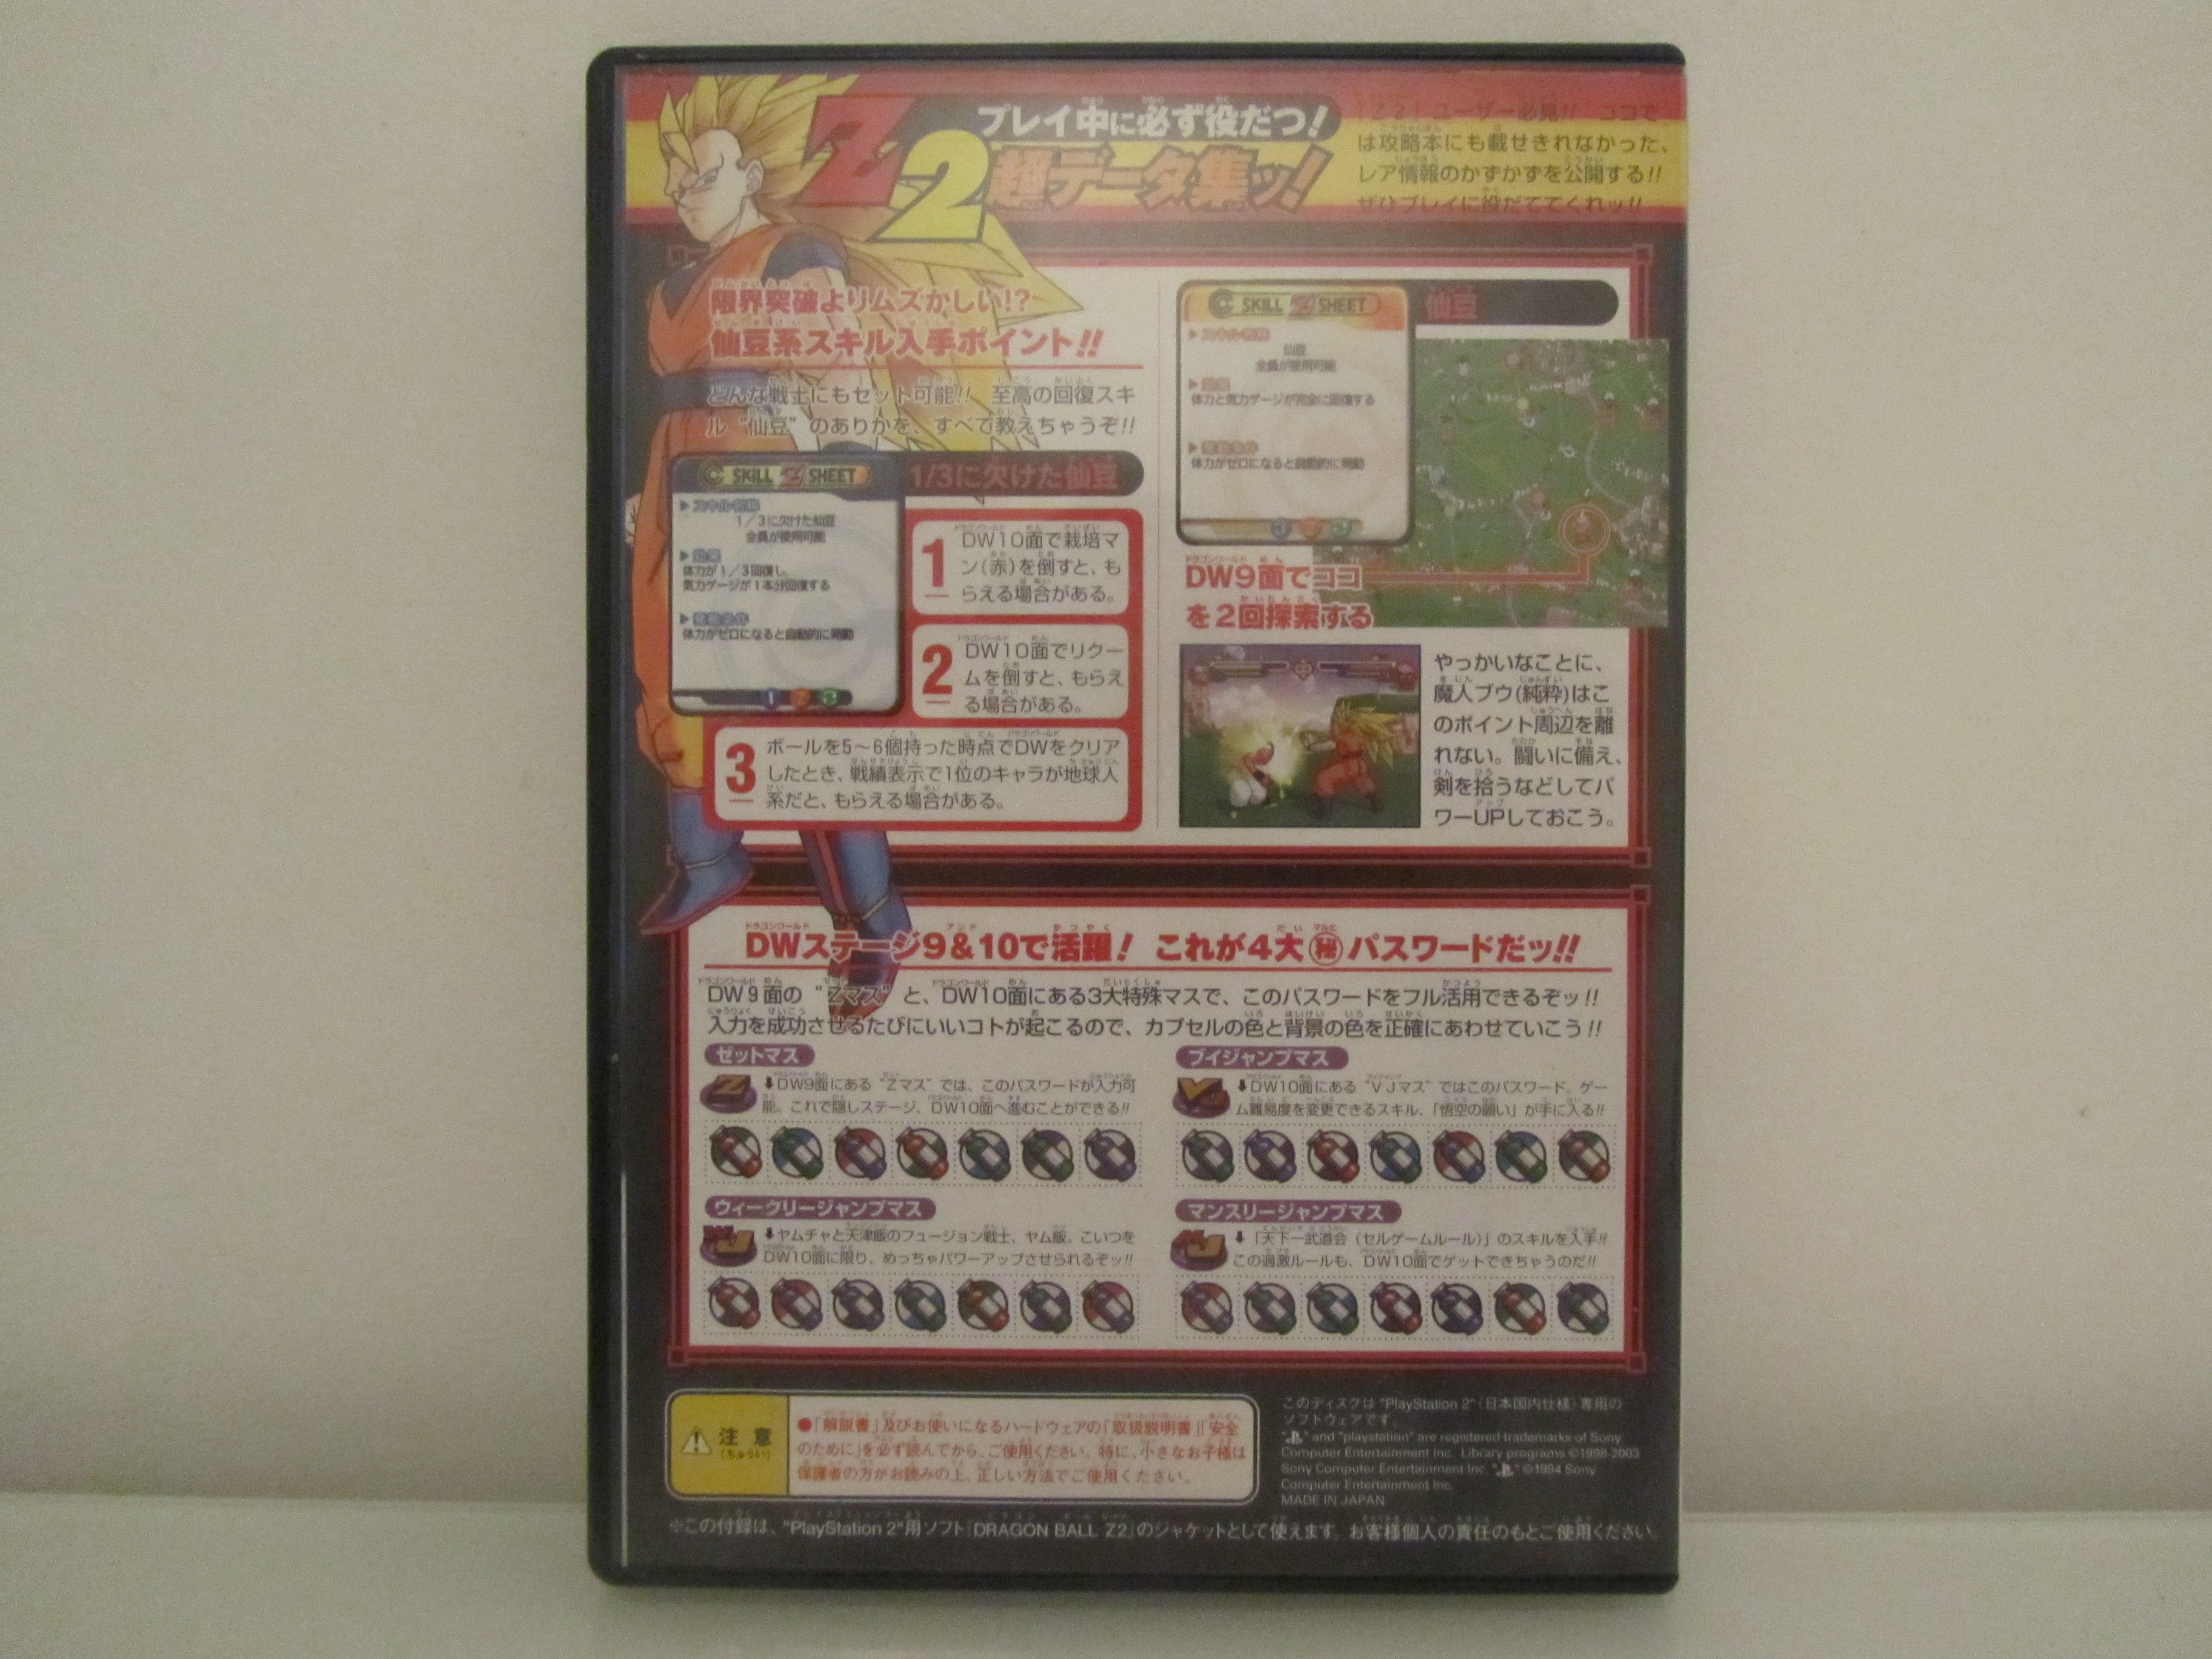 Z2
プレイ中に必ず役だつ!
超データ集ッ!
「Z2」ユーザー必見!! ココで
は攻略本にも載せきれなかった、
レア情報のかずかずを公開する!!
ぜひプレイに役だててくれッ!!
限界突破よりムズかしい!?
仙豆系スキル入手ポイント!!
どんな戦士にもセット可能!! 至高の回復スキ
ル“仙豆”のありかを、すべて教えちゃうぞ!!
SKILL Z SHEET
スキル名称
1/3に欠けた仙豆
全員が使用可能
効果
体力が1/3回復し、
気力ゲージが1本分回復する
発動条件
体力がゼロになると自動的に発動
1 2 3
1/3に欠けた仙豆
1
DW10面で栽培マ
ン(赤)を倒すと、も
らえる場合がある。
2
DW10面でリクー
ムを倒すと、もらえ
る場合がある。
3
ボールを5〜6個持った時点でDWをクリア
したとき、戦績表示で1位のキャラが地球人
系だと、もらえる場合がある。
SKILL Z SHEET
スキル名称
仙豆
全員が使用可能
効果
体力と気力ゲージが完全に回復する
発動条件
体力がゼロになると自動的に発動
仙豆
DW9面でココ
を2回探索する
やっかいなことに、
魔人ブウ(純粋)はこ
のポイント周辺を離
れない。闘いに備え、
剣を拾うなどしてパ
ワーUPしておこう。
DWステージ9&10で活躍! これが4大㊙パスワードだッ!!
DW9面の“Zマス”と、DW10面にある3大特殊マスで、このパスワードをフル活用できるぞッ!!
入力を成功させるたびにいいコトが起こるので、カプセルの色と背景の色を正確にあわせていこう!!
ゼットマス
Z
⬇DW9面にある“Zマス”では、このパスワードが入力可
能。これで隠しステージ、DW10面へ進むことができる!!
ブイジャンプマス
⬇DW10面にある“VJマス”ではこのパスワード。ゲー
ム難易度を変更できるスキル、「悟空の願い」が手に入る!!
ウィークリージャンプマス
⬇ヤムチャと天津飯のフュージョン戦士、ヤム飯。こいつを
DW10面に限り、めっちゃパワーアップさせられるぞッ!!
マンスリージャンプマス
⬇「天下一武道会(セルゲームルール)」のスキルを入手!!
この過激ルールも、DW10面でゲットできちゃうのだ!!
注意
(ちゅうい)
●「解説書」及びお使いになるハードウェアの「取扱説明書」「安全
のために」を必ず読んでから、ご使用ください。特に、小さなお子様は
保護者の方がお読みの上、正しい方法でご使用ください。
このディスクは "PlayStation 2"(日本国内仕様)専用の
ソフトウェアです。
" " and "playstation" are registered trademarks of Sony
Computer Entertainment Inc. Library programs ©1998-2003
Sony Computer Entertainment Inc. " " ©1994 Sony
Computer Entertainment Inc.
MADE IN JAPAN
※この付録は、"PlayStation 2"用ソフト『DRAGON BALL Z2』のジャケットとして使えます。お客様個人の責任のもとご使用ください。